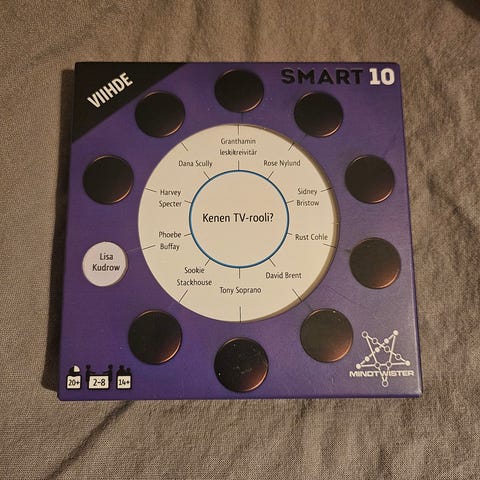 VIIHDE
SMART 10
Granthamin
leskikreivitär
Dana Scully
Rose Nylund
Harvey
Specter
Sidney
Bristow
Kenen TV-rooli?
Phoebe
Buffay
Rust Cohle
Lisa
Kudrow
Sookie
Stackhouse
David Brent
Tony Soprano
MINDTWISTER
20+
2-8
14+